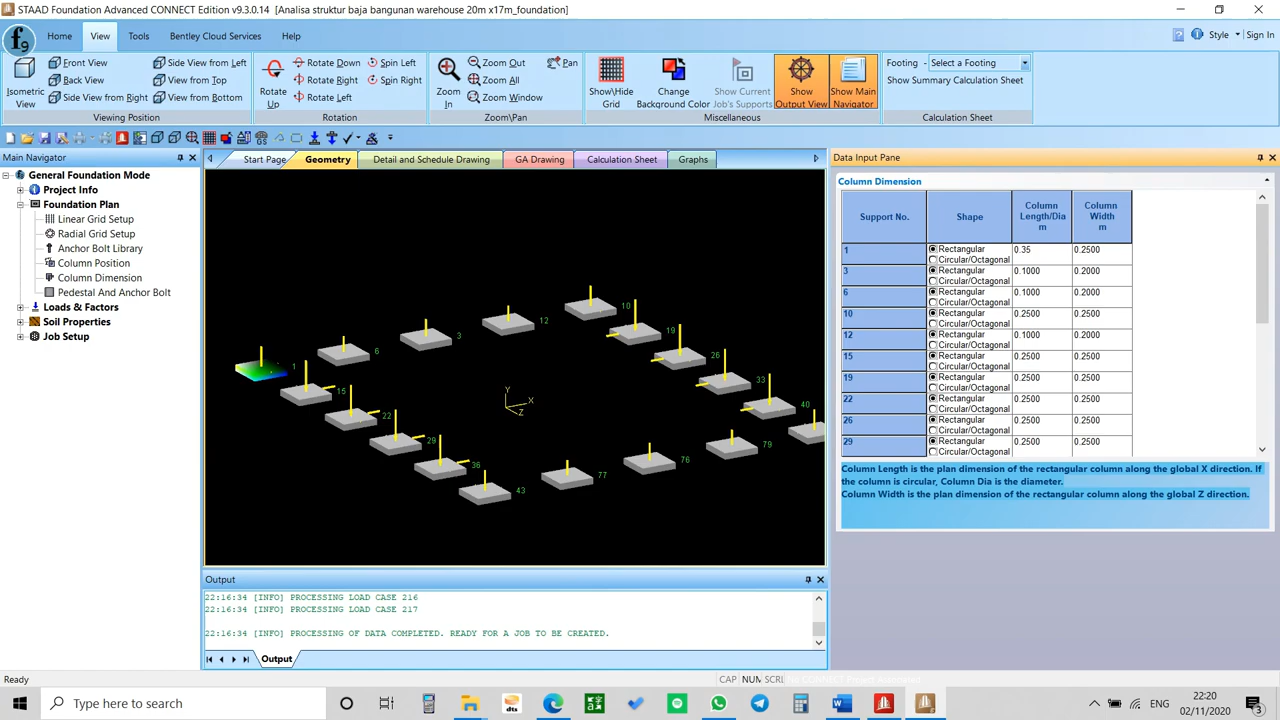 STAAD Foundation Advanced CONNECT Edition v9.3.0.14  [Analisa struktur baja bangunan warehouse 20m x17m_foundation]
Home View Tools Bentley Cloud Services Help Style Sign In
Isometric View
Front View
Back View
Side View from Right
Side View from Left
View from Top
View from Bottom
Viewing Position
Rotate Up
Rotate Down
Rotate Right
Rotate Left
Spin Left
Spin Right
Rotation
Zoom In
Zoom Out
Zoom All
Zoom Window
Pan
Zoom\Pan
Show\Hide Grid
Change Background Color
Show Current Job's Supports
Show Output View
Show Main Navigator
Miscellaneous
Footing - Select a Footing
Show Summary Calculation Sheet
Calculation Sheet
Main Navigator
General Foundation Mode
Project Info
Foundation Plan
Linear Grid Setup
Radial Grid Setup
Anchor Bolt Library
Column Position
Column Dimension
Pedestal And Anchor Bolt
Loads & Factors
Soil Properties
Job Setup
Start Page Geometry Detail and Schedule Drawing GA Drawing Calculation Sheet Graphs
10
12
19
3
6
26
1
33
15
40
22
Y
X
Z
29
79
76
36
77
43
Output
22:16:34 [INFO] PROCESSING LOAD CASE 216
22:16:34 [INFO] PROCESSING LOAD CASE 217
22:16:34 [INFO] PROCESSING OF DATA COMPLETED. READY FOR A JOB TO BE CREATED.
Output
Data Input Pane
Column Dimension
Support No. Shape Column Length/Dia m Column Width m
1 Rectangular 0.35 0.2500
Circular/Octagonal
3 Rectangular 0.1000 0.2000
Circular/Octagonal
6 Rectangular 0.1000 0.2000
Circular/Octagonal
10 Rectangular 0.2500 0.2500
Circular/Octagonal
12 Rectangular 0.1000 0.2000
Circular/Octagonal
15 Rectangular 0.2500 0.2500
Circular/Octagonal
19 Rectangular 0.2500 0.2500
Circular/Octagonal
22 Rectangular 0.2500 0.2500
Circular/Octagonal
26 Rectangular 0.2500 0.2500
Circular/Octagonal
29 Rectangular 0.2500 0.2500
Circular/Octagonal
Column Length is the plan dimension of the rectangular column along the global X direction. If
the column is circular, Column Dia is the diameter.
Column Width is the plan dimension of the rectangular column along the global Z direction.
Ready CAP NUM SCRL
Type here to search
dts
ENG
22:20
02/11/2020
3